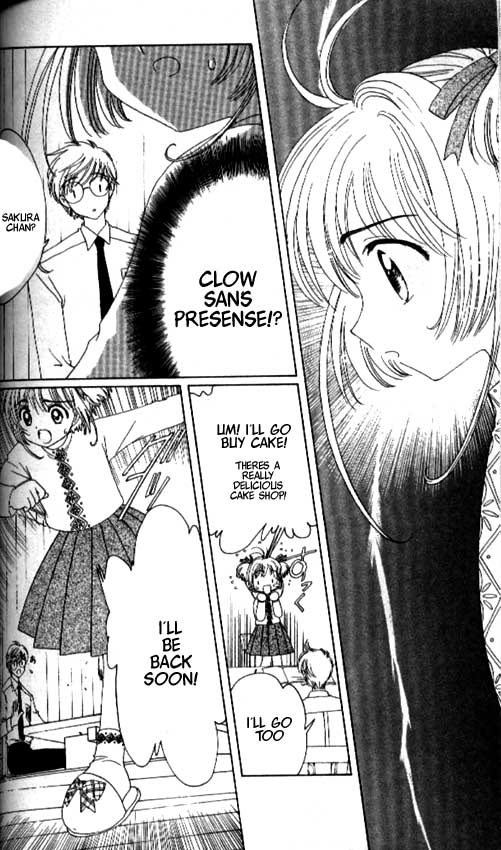 CLOW
SANS
PRESENSE!?
SAKURA
CHAN?
UM! I'LL GO
BUY CAKE!
THERES A
REALLY
DELICIOUS
CAKE SHOP!
I'LL GO
TOO
I'LL
BE
BACK
SOON!